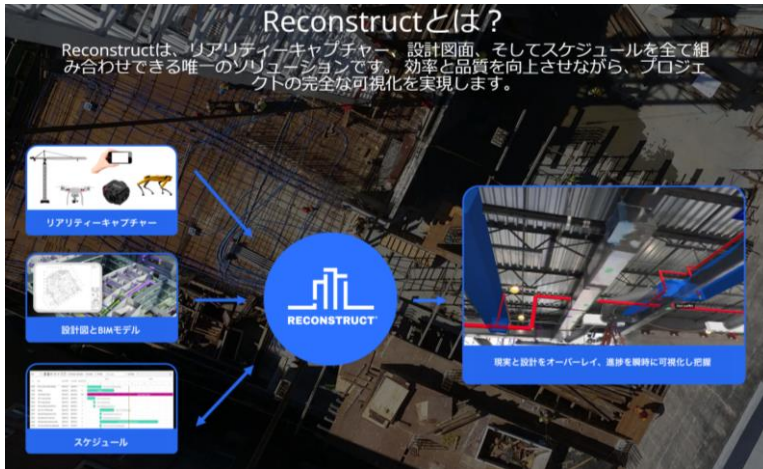 Reconstructとは？
Reconstructは、リアリティーキャプチャー、設計図面、そしてスケジュールを全て組
み合わせできる唯一のソリューションです。 効率と品質を向上させながら、プロジェ
クトの完全な可視化を実現します。
リアリティーキャプチャー
設計図とBIMモデル
RECONSTRUCT
現実と設計をオーバーレイ、進捗を瞬時に可視化し把握
スケジュール